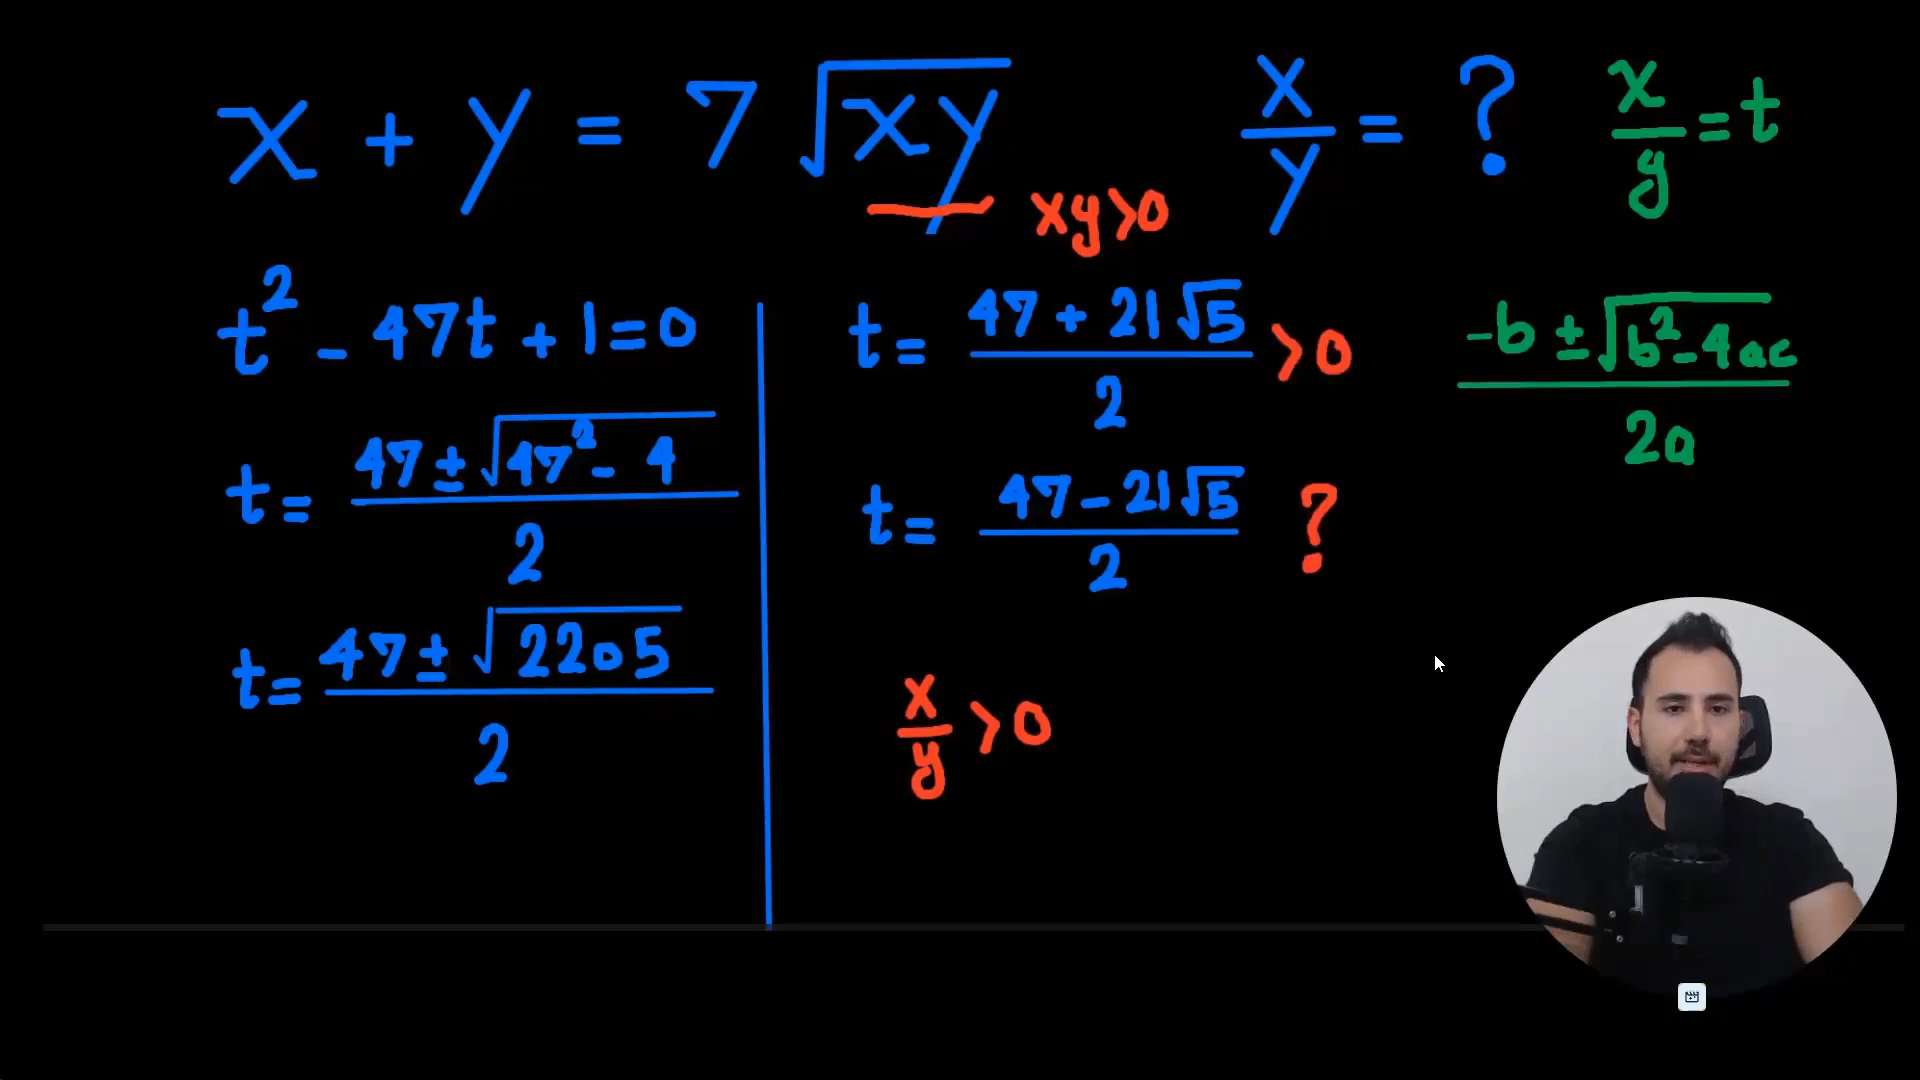 x + y = 7 √xy
x/y = ?
x/y = t
xy > 0
t² - 47t + 1 = 0
t = (47 ± √(47² - 4))/2
t = (47 ± √2205)/2
t = (47 + 21√5)/2 > 0
t = (47 - 21√5)/2 ?
x/y > 0
(-b ± √(b² - 4ac))/2a